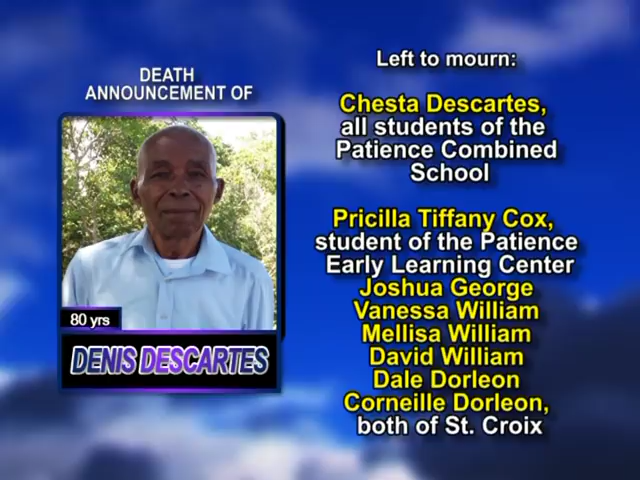 DEATH
ANNOUNCEMENT OF
80 yrs
DENIS DESCARTES
Left to mourn:
Chesta Descartes,
all students of the
Patience Combined
School
Pricilla Tiffany Cox,
student of the Patience
Early Learning Center
Joshua George
Vanessa William
Mellisa William
David William
Dale Dorleon
Corneille Dorleon,
both of St. Croix